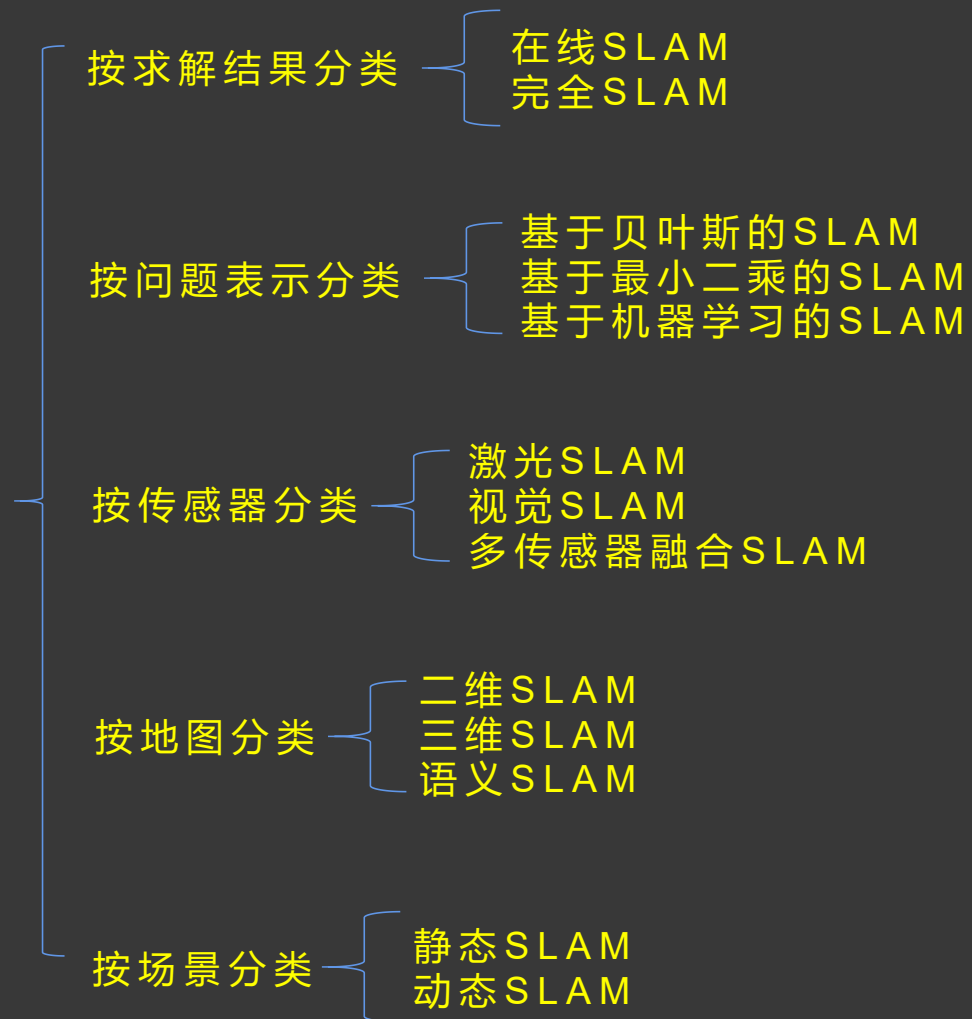 按求解结果分类
在线SLAM
完全SLAM
按问题表示分类
基于贝叶斯的SLAM
基于最小二乘的SLAM
基于机器学习的SLAM
按传感器分类
激光SLAM
视觉SLAM
多传感器融合SLAM
按地图分类
二维SLAM
三维SLAM
语义SLAM
按场景分类
静态SLAM
动态SLAM